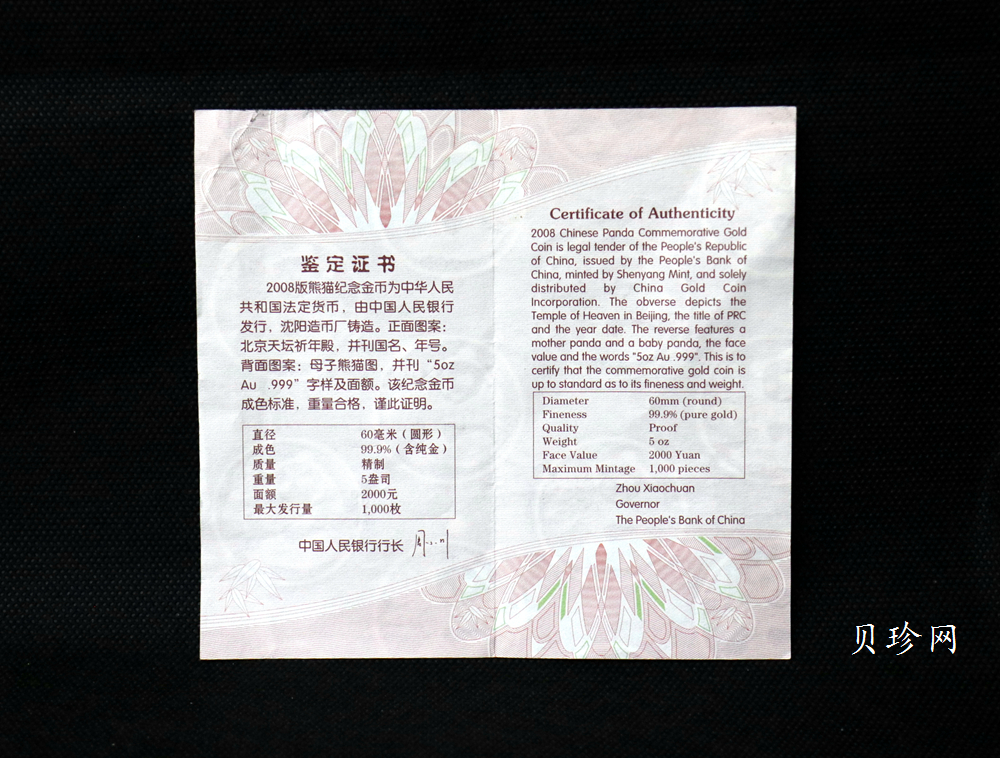 鉴定证书
2008版熊猫纪念金币为中华人民
共和国法定货币，由中国人民银行
发行，沈阳造币厂铸造。正面图案：
北京天坛祈年殿，并刊国名、年号。
背面图案：母子熊猫图，并刊“5oz
Au .999”字样及面额。该纪念金币
成色标准，重量合格，谨此证明。
直径 60毫米（圆形）
成色 99.9%（含纯金）
质量 精制
重量 5盎司
面额 2000元
最大发行量 1,000枚
中国人民银行行长
Certificate of Authenticity
2008 Chinese Panda Commemorative Gold
Coin is legal tender of the People's Republic
of China, issued by the People's Bank of
China, minted by Shenyang Mint, and solely
distributed by China Gold Coin
Incorporation. The obverse depicts the
Temple of Heaven in Beijing, the title of PRC
and the year date. The reverse features a
mother panda and a baby panda, the face
value and the words "5oz Au .999". This is to
certify that the commemorative gold coin is
up to standard as to its fineness and weight.
Diameter 60mm (round)
Fineness 99.9% (pure gold)
Quality Proof
Weight 5 oz
Face Value 2000 Yuan
Maximum Mintage 1,000 pieces
Zhou Xiaochuan
Governor
The People's Bank of China
贝珍网